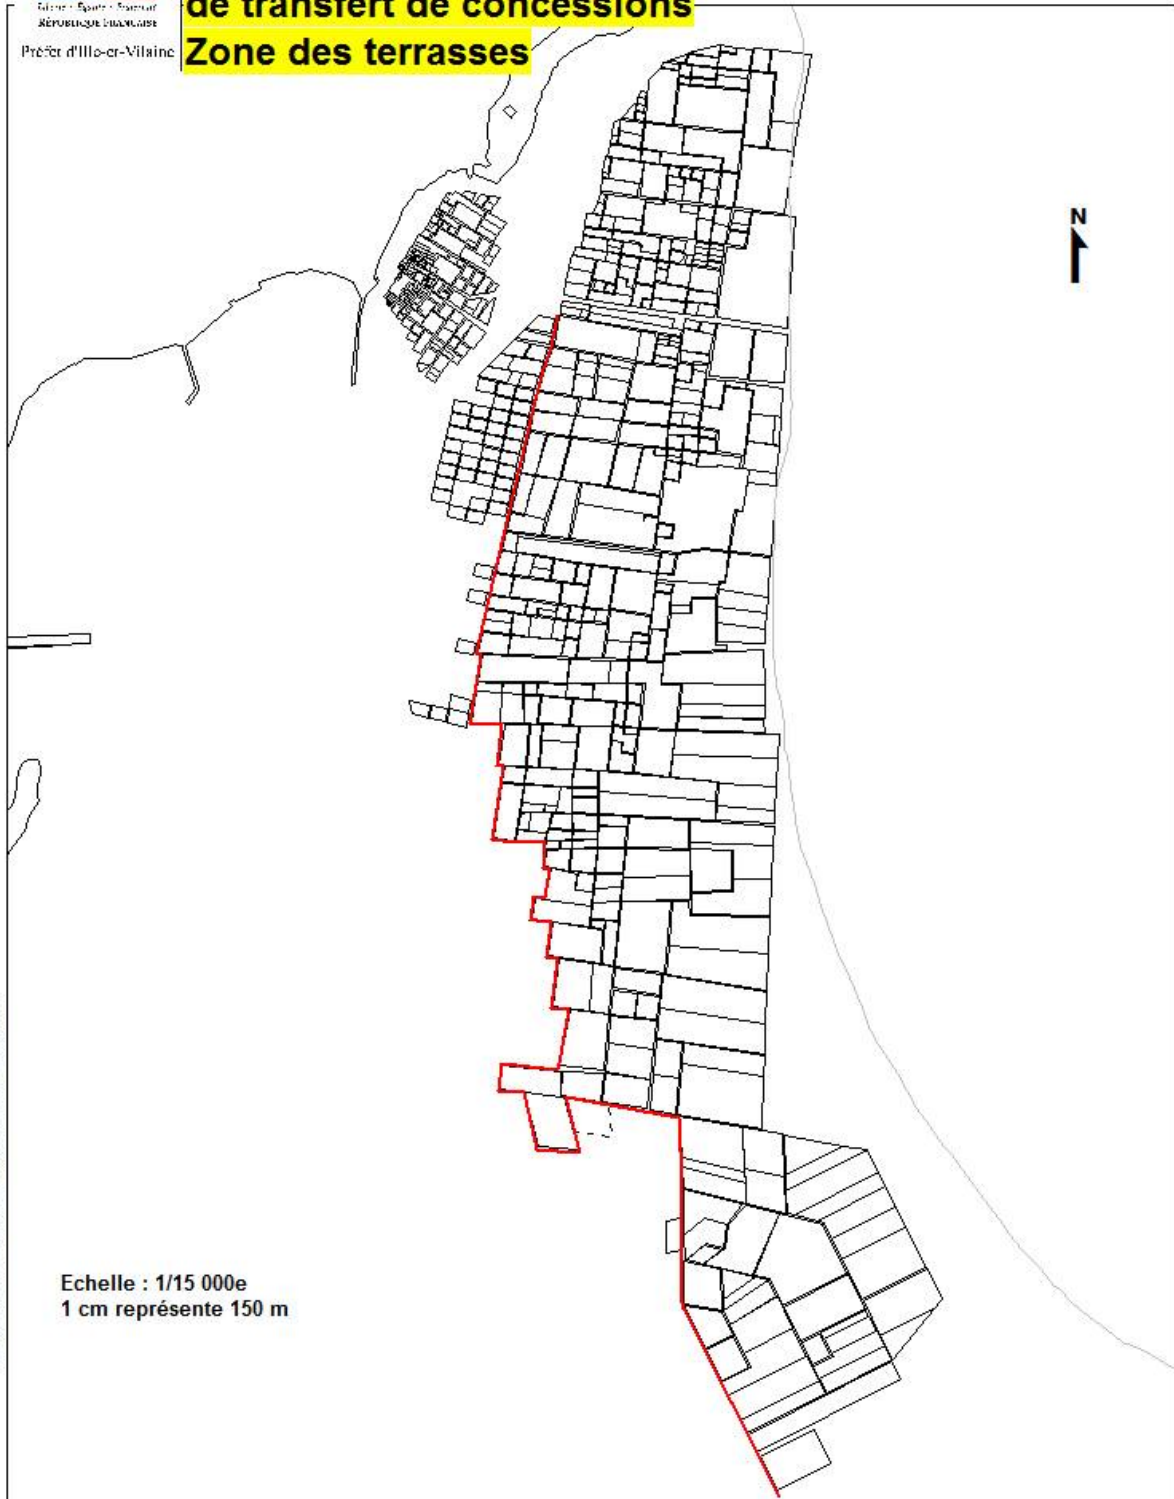 de transfert de concessions
RÉPUBLIQUE FRANÇAISE
Préfet d'Ille-et-Vilaine
Zone des terrasses
N
Echelle : 1/15 000e
1 cm représente 150 m